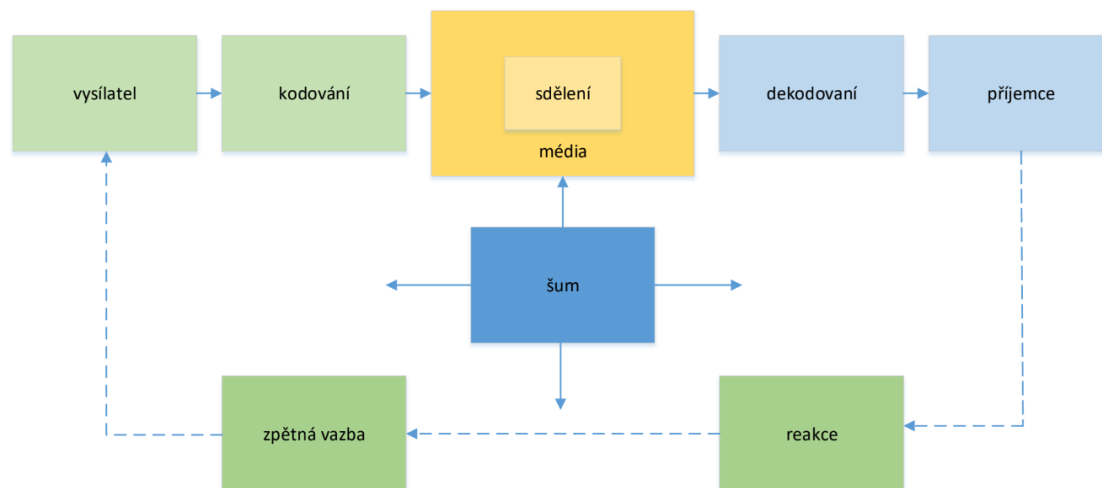 vysílatel
kodování
sdělení
média
dekodovaní
příjemce
šum
zpětná vazba
reakce